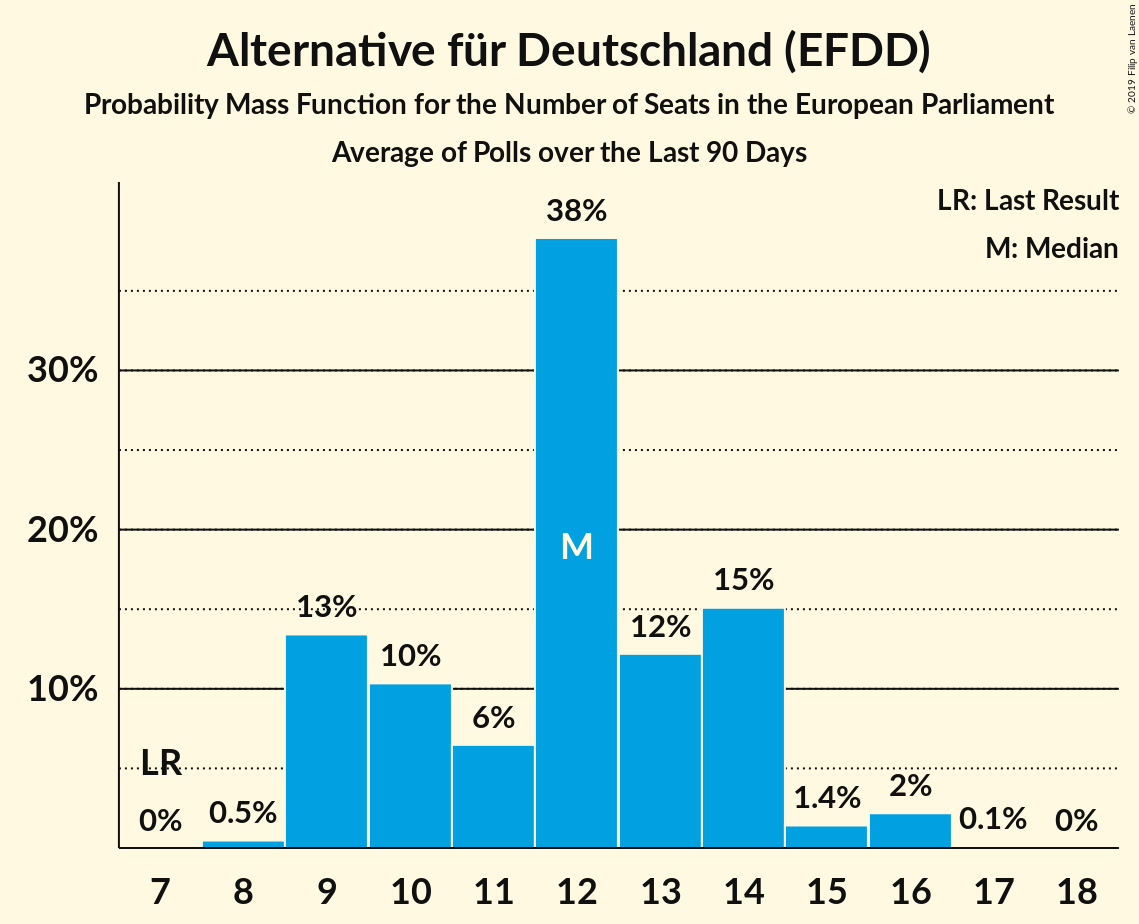 Alternative für Deutschland (EFDD)
Probability Mass Function for the Number of Seats in the European Parliament
Average of Polls over the Last 90 Days
© 2019 Filip van Laenen
LR: Last Result
M: Median
38%
30%
20%
M
15%
13%
12%
10%
10%
6%
LR
2%
1.4%
0.5%
0%
0.1%
0%
7 8 9 10 11 12 13 14 15 16 17 18